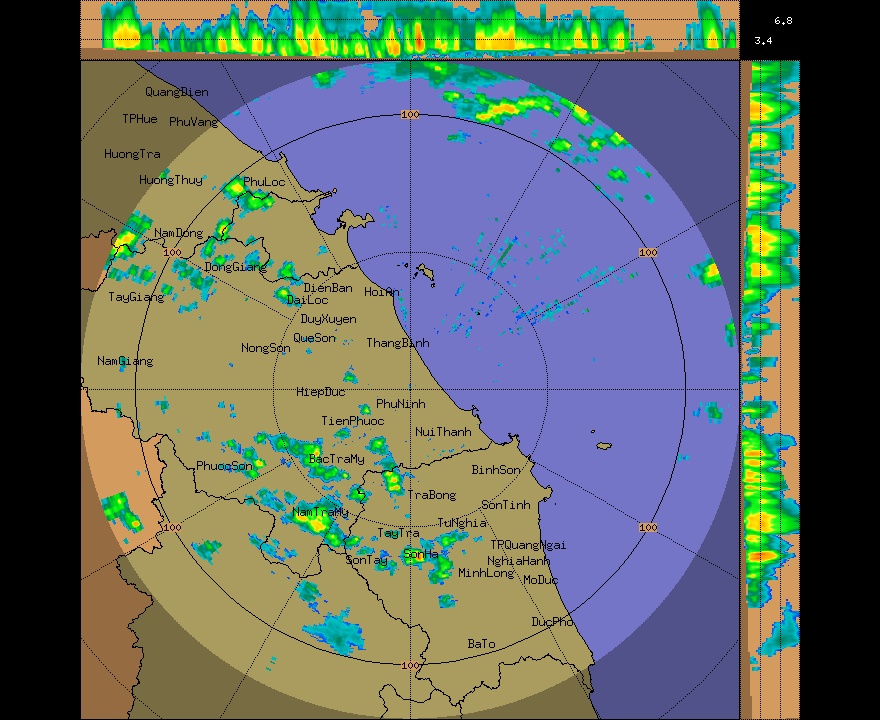 6.8
3.4
QuangDien
100
TPHue
PhuVang
HuongTra
HuongThuy
PhuLoc
NamDong
100
100
DongGiang
DienBan
HoiAn
TayGiang
DaiLoc
DuyXuyen
QueSon
ThangBinh
NongSon
NamGiang
HiepDuc
PhuNinh
TienPhuoc
NuiThanh
BacTraMy
PhuocSon
BinhSon
TraBong
SonTinh
NamTraMy
TuNghia
100
100
TayTra
TPQuangNgai
SonHa
SonTay
NghiaHanh
MinhLong
MoDuc
DucPho
BaTo
100